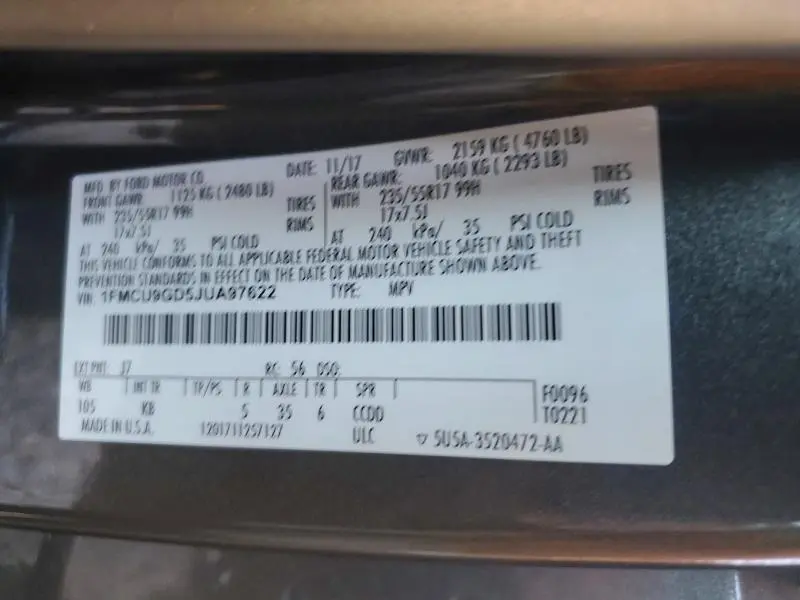 MFD. BY FORD MOTOR CO. DATE: 11/17 GVWR: 2159 KG ( 4760 LB)
FRONT GAWR: 1125 KG ( 2480 LB) REAR GAWR: 1040 KG ( 2293 LB)
WITH 235/55R17 99H TIRES WITH 235/55R17 99H TIRES
17x7.5J RIMS 17x7.5J RIMS
AT 240 kPa/ 35 PSI COLD AT 240 kPa/ 35 PSI COLD
THIS VEHICLE CONFORMS TO ALL APPLICABLE FEDERAL MOTOR VEHICLE SAFETY AND THEFT
PREVENTION STANDARDS IN EFFECT ON THE DATE OF MANUFACTURE SHOWN ABOVE.
VIN: 1FMCU9GD5JUA97622 TYPE: MPV
EXT PNT: J7 RC: 56 DSO:
WB INT TR TP/PS R AXLE TR SPR F0096
105 KB 5 35 6 CCDD T0221
MADE IN U.S.A. 1201711257127 ULC ▽ 5U5A-3520472-AA